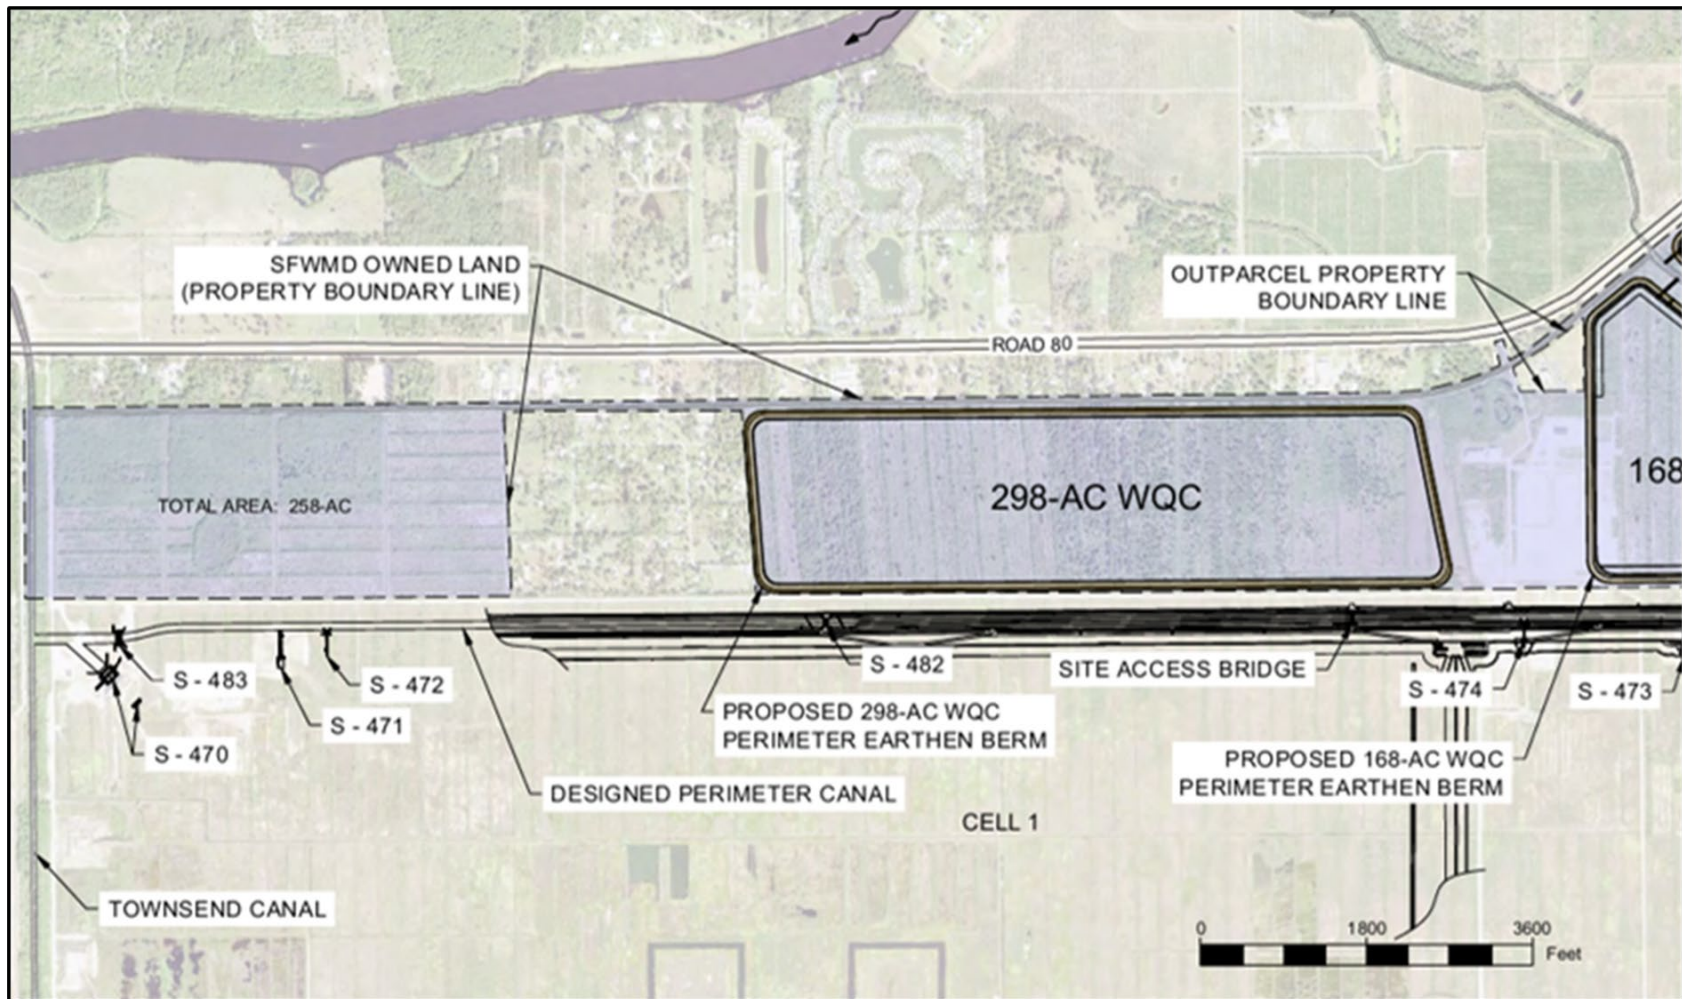 SFWMD OWNED LAND
(PROPERTY BOUNDARY LINE)
OUTPARCEL PROPERTY
BOUNDARY LINE
ROAD 80
TOTAL AREA: 258-AC
298-AC WQC
168
S - 483
S - 472
S - 471
S - 470
S - 482
SITE ACCESS BRIDGE
S - 474
S - 473
PROPOSED 298-AC WQC
PERIMETER EARTHEN BERM
PROPOSED 168-AC WQC
PERIMETER EARTHEN BERM
DESIGNED PERIMETER CANAL
CELL 1
TOWNSEND CANAL
0 1800 3600
Feet